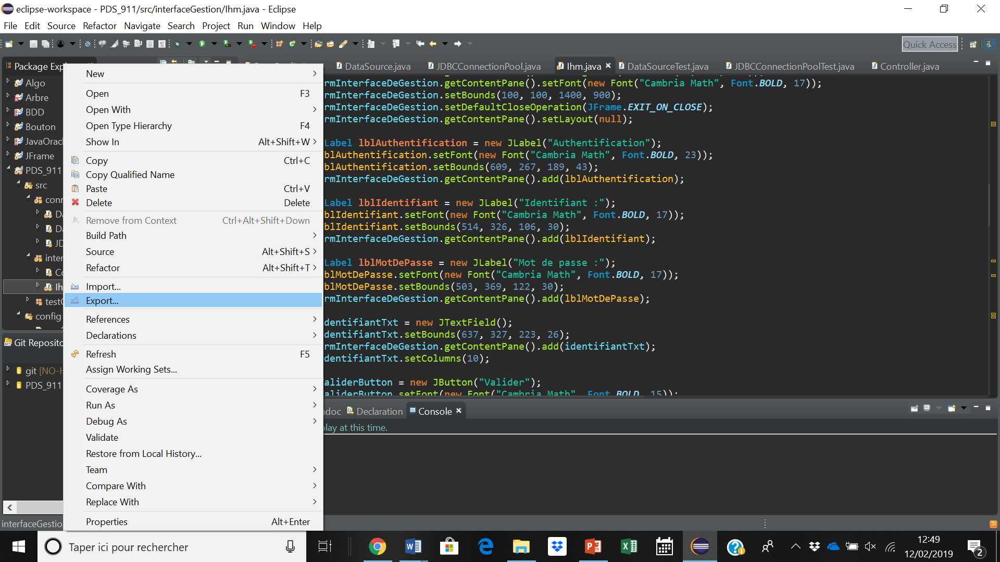 eclipse-workspace - PDS_911/src/interfaceGestion/Ihm.java - Eclipse
File Edit Source Refactor Navigate Search Project Run Window Help
Quick Access
Package Exp
DataSource.java JDBCConnectionPool.java Ihm.java DataSourceTest.java JDBCConnectionPoolTest.java Controller.java
Algo
Arbre
BDD
Bouton
JavaOracl
JFrame
PDS_911
src
conn
Da
Da
JD
inter
Co
Ih
testC
config
Git Reposito
git [NO-H
PDS_911
interfaceGestio
New
Open F3
Open With
Open Type Hierarchy F4
Show In Alt+Shift+W
Copy Ctrl+C
Copy Qualified Name
Paste Ctrl+V
Delete Delete
Remove from Context Ctrl+Alt+Shift+Down
Build Path
Source Alt+Shift+S
Refactor Alt+Shift+T
Import...
Export...
References
Declarations
Refresh F5
Assign Working Sets...
Coverage As
Run As
Debug As
Validate
Restore from Local History...
Team
Compare With
Replace With
Properties Alt+Enter
rmInterfaceDeGestion.getContentPane().setFont(new Font("Cambria Math", Font.BOLD, 17));
rmInterfaceDeGestion.setBounds(100, 100, 1400, 900);
rmInterfaceDeGestion.setDefaultCloseOperation(JFrame.EXIT_ON_CLOSE);
rmInterfaceDeGestion.getContentPane().setLayout(null);
Label lblAuthentification = new JLabel("Authentification");
blAuthentification.setFont(new Font("Cambria Math", Font.BOLD, 23));
blAuthentification.setBounds(609, 267, 189, 43);
rmInterfaceDeGestion.getContentPane().add(lblAuthentification);
Label lblIdentifiant = new JLabel("Identifiant :");
blIdentifiant.setFont(new Font("Cambria Math", Font.BOLD, 17));
blIdentifiant.setBounds(514, 326, 106, 30);
rmInterfaceDeGestion.getContentPane().add(lblIdentifiant);
Label lblMotDePasse = new JLabel("Mot de passe :");
blMotDePasse.setFont(new Font("Cambria Math", Font.BOLD, 17));
blMotDePasse.setBounds(503, 369, 122, 30);
rmInterfaceDeGestion.getContentPane().add(lblMotDePasse);
dentifiantTxt = new JTextField();
dentifiantTxt.setBounds(637, 327, 223, 26);
rmInterfaceDeGestion.getContentPane().add(identifiantTxt);
dentifiantTxt.setColumns(10);
aliderButton = new JButton("Valider");
aliderButton.setFont(new Font("Cambria Math", Font.BOLD, 15));
adoc Declaration Console
play at this time.
Taper ici pour rechercher
12:49
12/02/2019
2